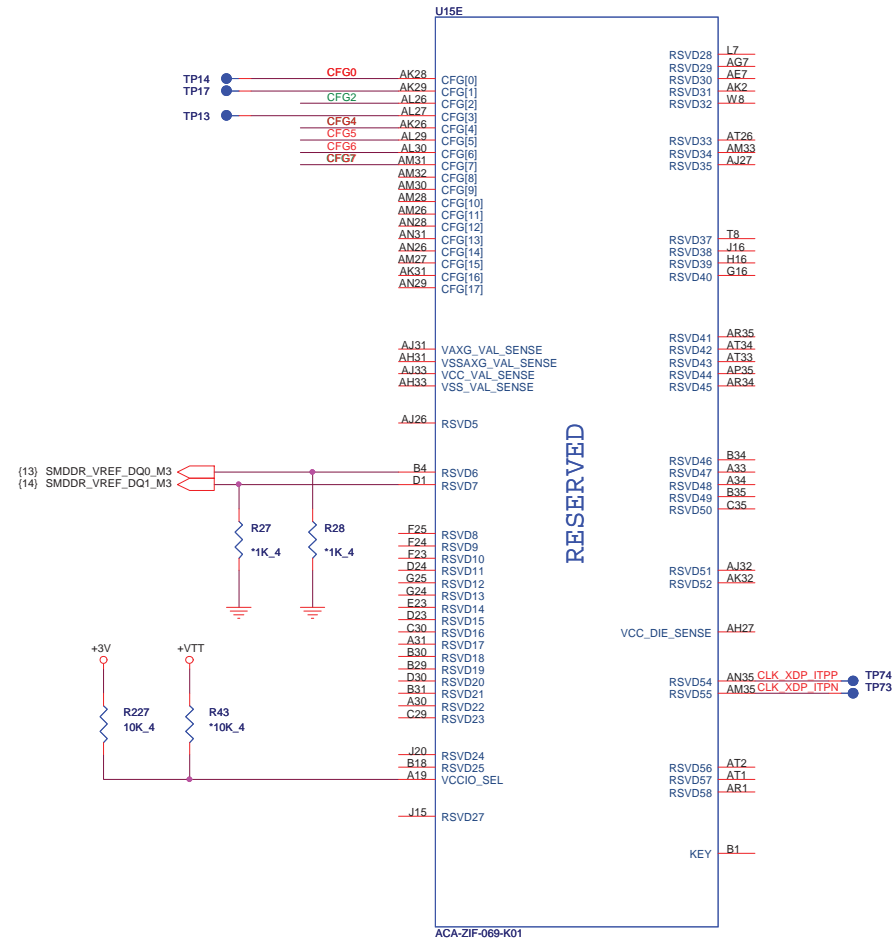 U15E
TP14 CFG0 AK28 CFG[0]
TP17 AK29 CFG[1]
CFG2 AL26 CFG[2]
TP13 AL27 CFG[3]
CFG4 AK26 CFG[4]
CFG5 AL29 CFG[5]
CFG6 AL30 CFG[6]
CFG7 AM31 CFG[7]
AM32 CFG[8]
AM30 CFG[9]
AM28 CFG[10]
AM26 CFG[11]
AN28 CFG[12]
AN31 CFG[13]
AN26 CFG[14]
AM27 CFG[15]
AK31 CFG[16]
AN29 CFG[17]
AJ31 VAXG_VAL_SENSE
AH31 VSSAXG_VAL_SENSE
AJ33 VCC_VAL_SENSE
AH33 VSS_VAL_SENSE
AJ26 RSVD5
{13} SMDDR_VREF_DQ0_M3 B4 RSVD6
{14} SMDDR_VREF_DQ1_M3 D1 RSVD7
R27
*1K_4
R28
*1K_4
F25 RSVD8
F24 RSVD9
F23 RSVD10
D24 RSVD11
G25 RSVD12
G24 RSVD13
E23 RSVD14
D23 RSVD15
C30 RSVD16
A31 RSVD17
B30 RSVD18
B29 RSVD19
D30 RSVD20
B31 RSVD21
A30 RSVD22
C29 RSVD23
+3V
+VTT
R227
10K_4
R43
*10K_4
J20 RSVD24
B18 RSVD25
A19 VCCIO_SEL
J15 RSVD27
RESERVED
RSVD28 L7
RSVD29 AG7
RSVD30 AE7
RSVD31 AK2
RSVD32 W8
RSVD33 AT26
RSVD34 AM33
RSVD35 AJ27
RSVD37 T8
RSVD38 J16
RSVD39 H16
RSVD40 G16
RSVD41 AR35
RSVD42 AT34
RSVD43 AT33
RSVD44 AP35
RSVD45 AR34
RSVD46 B34
RSVD47 A33
RSVD48 A34
RSVD49 B35
RSVD50 C35
RSVD51 AJ32
RSVD52 AK32
VCC_DIE_SENSE AH27
RSVD54 AN35 CLK_XDP_ITPP TP74
RSVD55 AM35 CLK_XDP_ITPN TP73
RSVD56 AT2
RSVD57 AT1
RSVD58 AR1
KEY B1
ACA-ZIF-069-K01